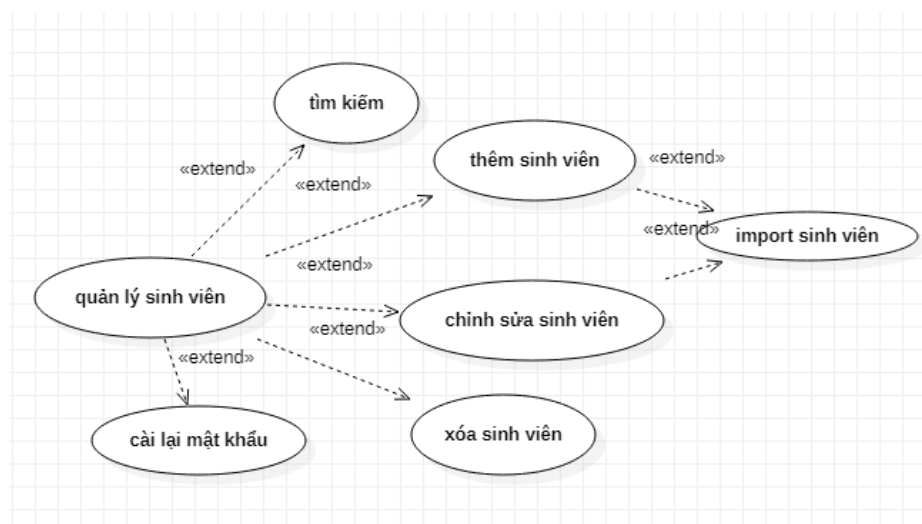 tìm kiếm
thêm sinh viên
«extend»
«extend»
«extend»
«extend»
import sinh viên
«extend»
quản lý sinh viên
chỉnh sửa sinh viên
«extend»
«extend»
cài lại mật khẩu
xóa sinh viên